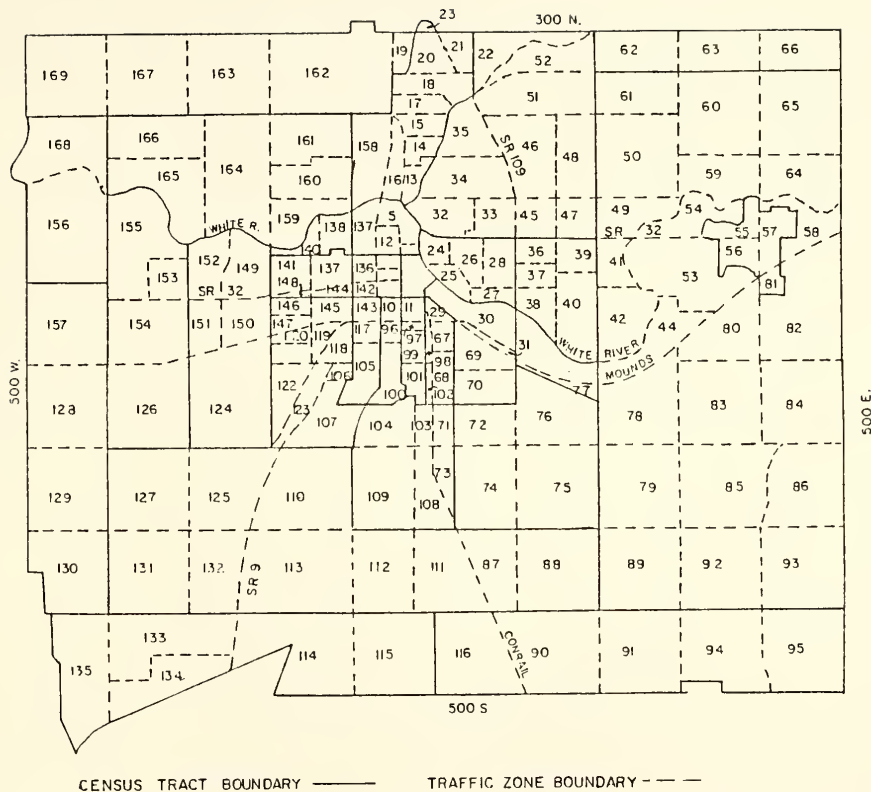 23
300 N.
19 20 21 22 52 62 63 66
169 167 163 162
18 51 61 60 65
17
168 166 161 158 15 35 46 48 50
14
SR 109
165 164 160 16 13 34 59 64
156 155 159 138 137 5 32 33 45 47 49 54 55 57 58
WHITE R.
SR 32
140 112 24 26 28 36 39 41 56
152 149 141 137 136
153 148 144 142 25 37 53 81
SR 32
27
157 154 151 150 146 145 143 10 11 29 30 38 40 42 44 80 82
147 119 117 96 97 67 31
WHITE RIVER
118 99 98 69
MOUNDS
500 W.
106 105 101 68 70 77
128 126 124 122 23 107 100 102 76 78 83 84
500 E.
104 103 71 72
73
129 127 125 110 109 108 74 75 79 85 86
130 131 132 113 112 111 87 88 89 92 93
SR 9
133
135 134 114 115 116 90 91 94 95
CONRAIL
500 S
CENSUS TRACT BOUNDARY TRAFFIC ZONE BOUNDARY